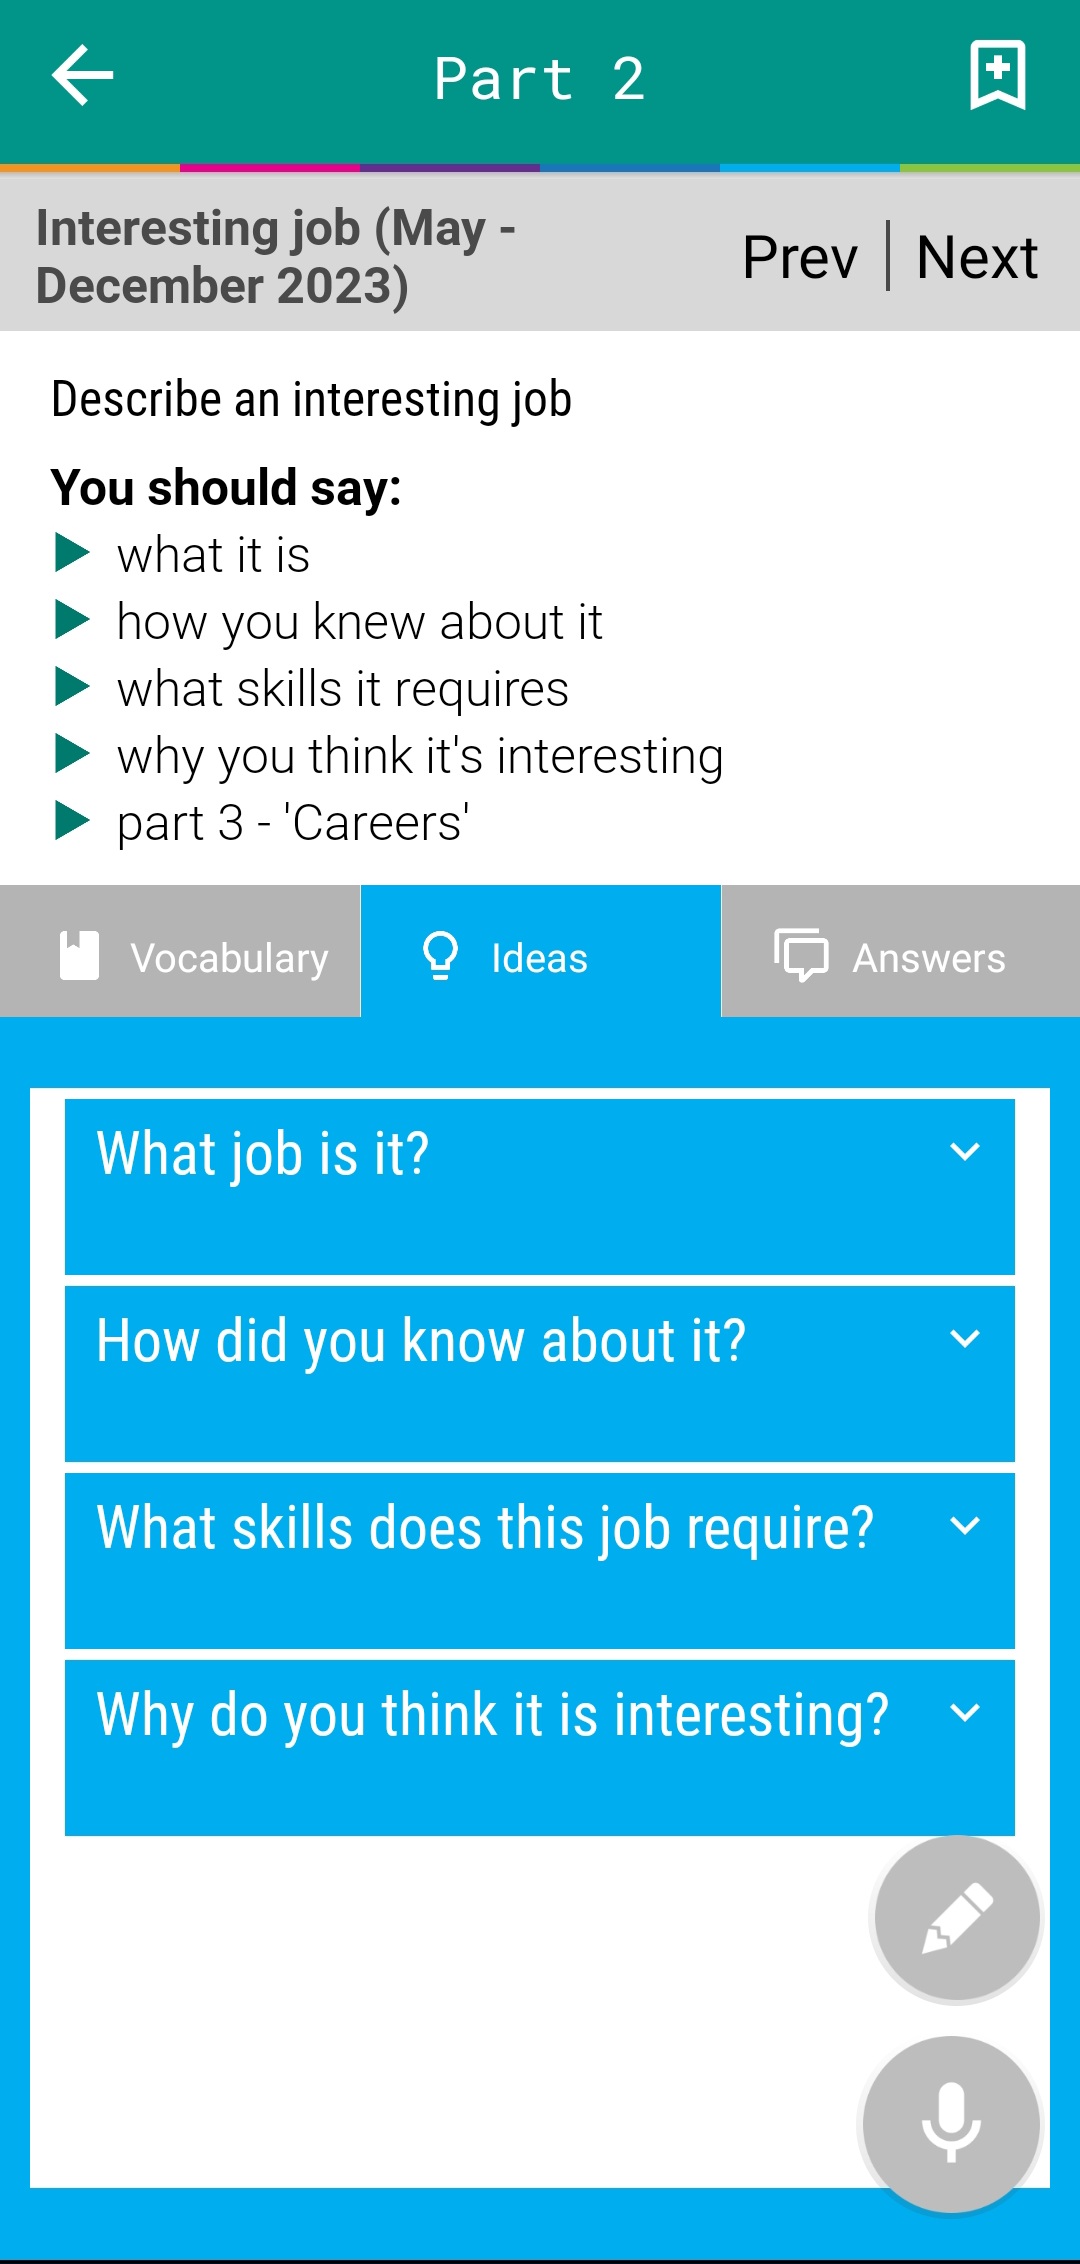 Part 2
Interesting job (May -
December 2023)
Prev | Next
Describe an interesting job
You should say:
what it is
how you knew about it
what skills it requires
why you think it's interesting
part 3 - 'Careers'
Vocabulary
Ideas
Answers
What job is it?
How did you know about it?
What skills does this job require?
Why do you think it is interesting?